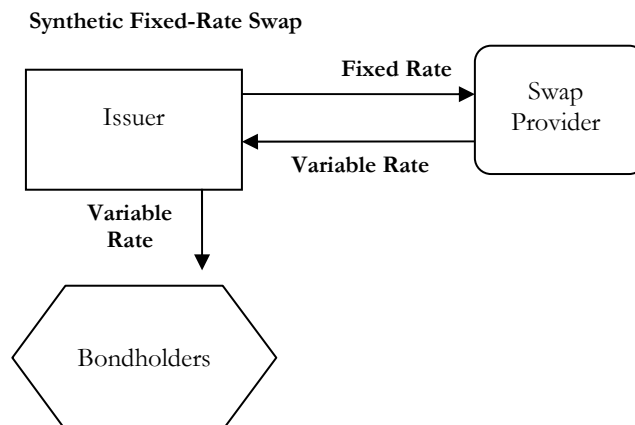 Synthetic Fixed-Rate Swap
Fixed Rate
Issuer
Swap
Provider
Variable Rate
Variable
Rate
Bondholders